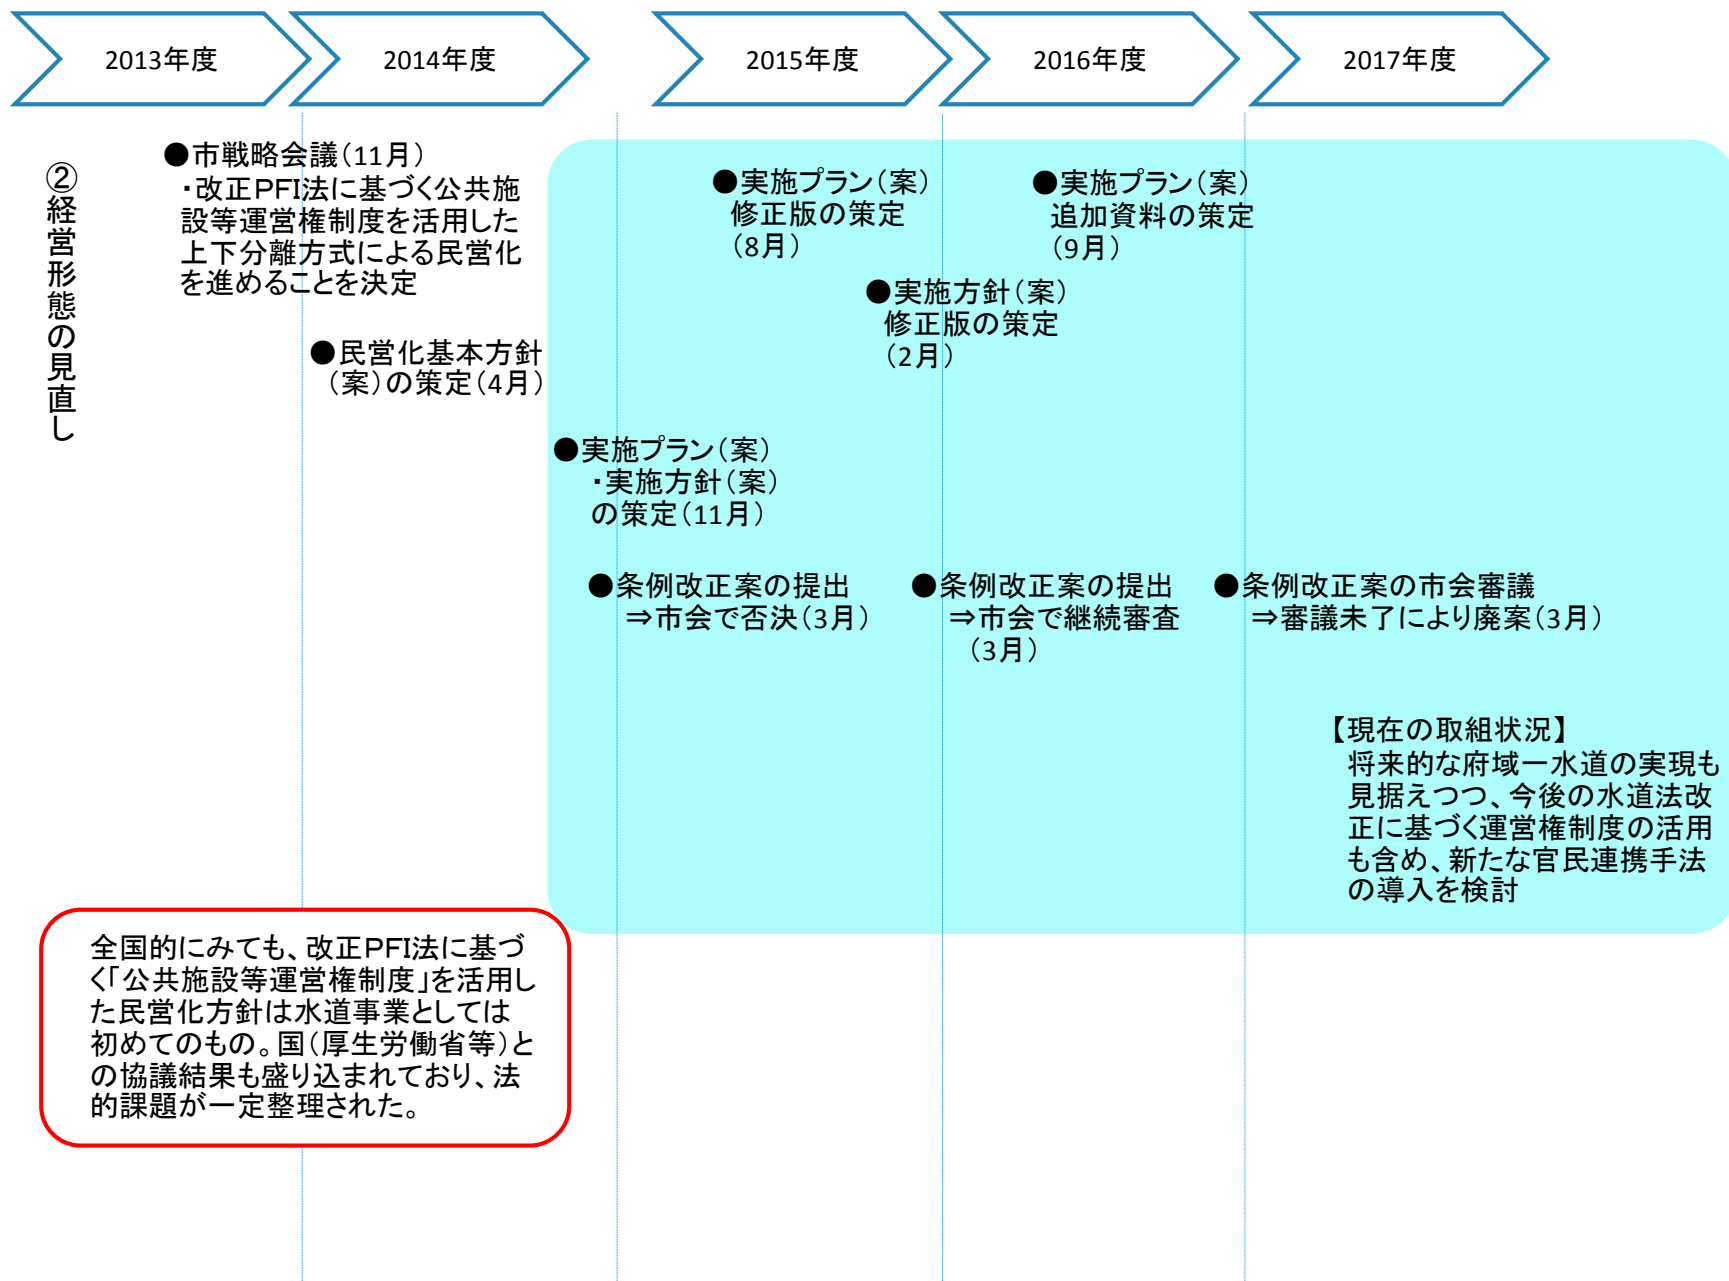 2013年度
2014年度
2015年度
2016年度
2017年度
②経営形態の見直し
●市戦略会議(11月)
・改正PFI法に基づく公共施
設等運営権制度を活用した
上下分離方式による民営化
を進めることを決定
●民営化基本方針
(案)の策定(4月)
●実施プラン(案)
・実施方針(案)
の策定(11月)
●条例改正案の提出
⇒市会で否決(3月)
●実施プラン(案)
修正版の策定
(8月)
●実施方針(案)
修正版の策定
(2月)
●条例改正案の提出
⇒市会で継続審査
(3月)
●実施プラン(案)
追加資料の策定
(9月)
●条例改正案の市会審議
⇒審議未了により廃案(3月)
【現在の取組状況】
将来的な府域一水道の実現も
見据えつつ、今後の水道法改
正に基づく運営権制度の活用
も含め、新たな官民連携手法
の導入を検討
全国的にみても、改正PFI法に基づ
く「公共施設等運営権制度」を活用し
た民営化方針は水道事業としては
初めてのもの。国(厚生労働省等)と
の協議結果も盛り込まれており、法
的課題が一定整理された。